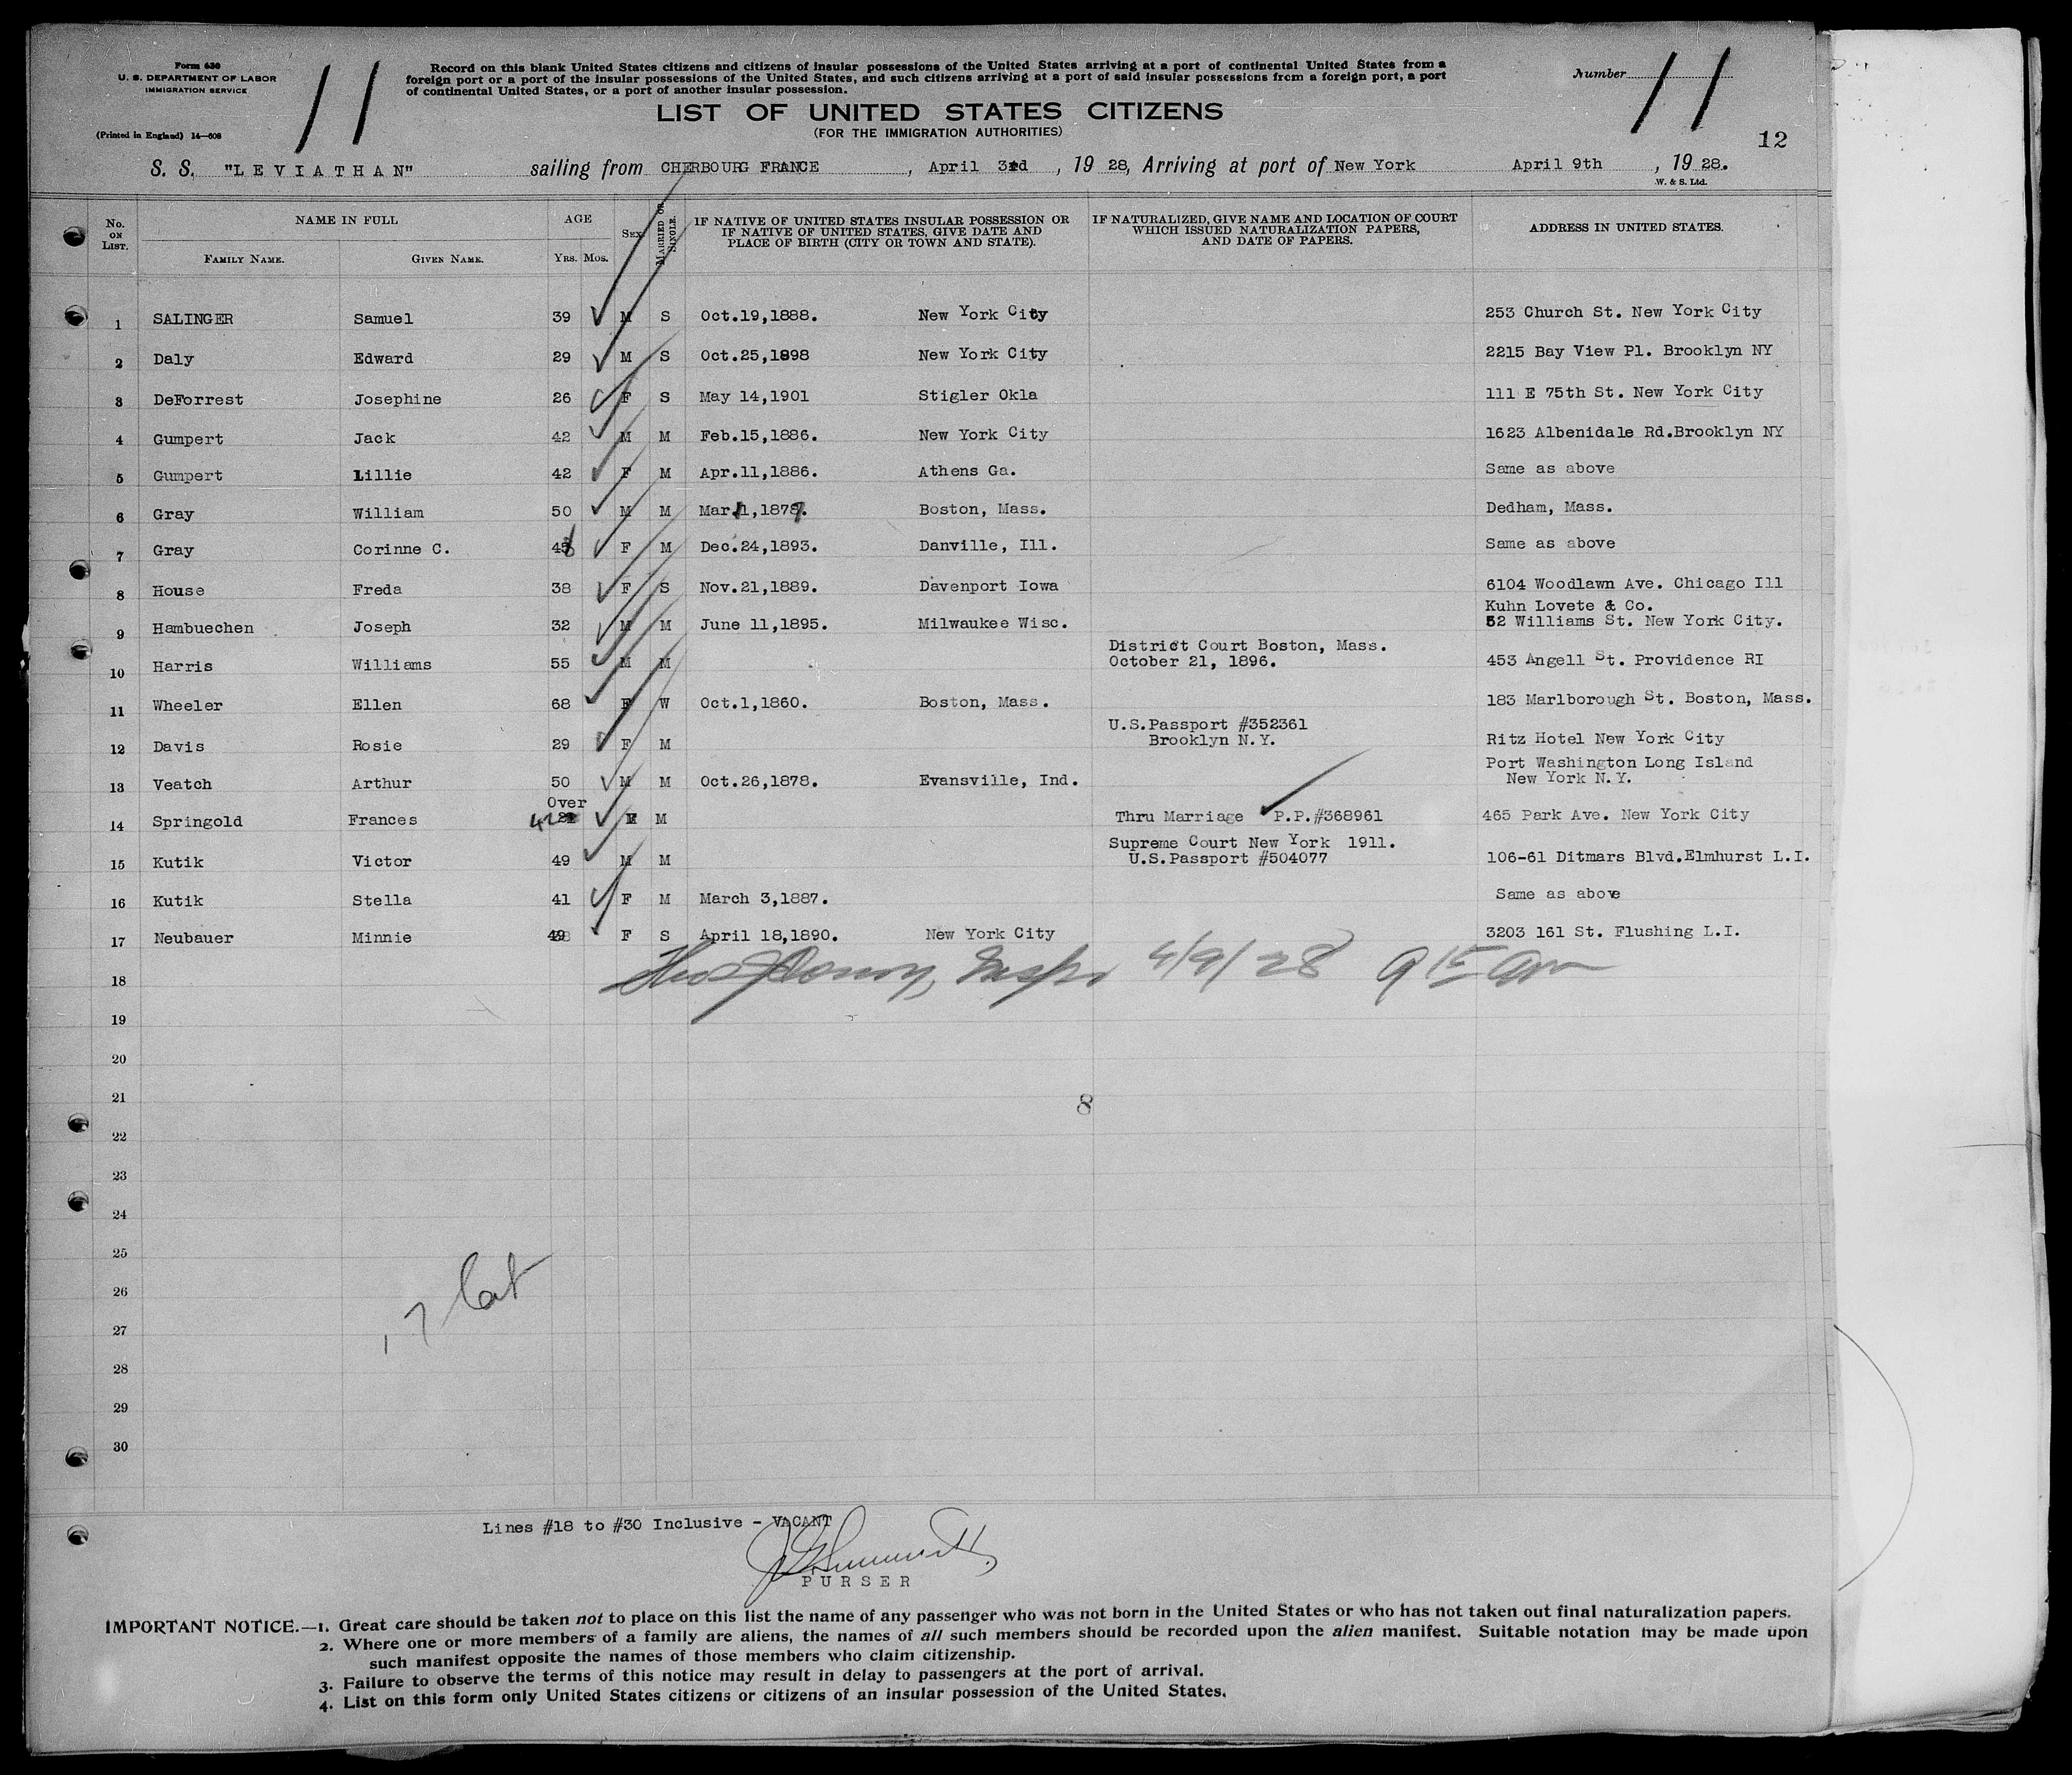 Form 630
U. S. DEPARTMENT OF LABOR
IMMIGRATION SERVICE
(Printed in England) 14—608
11
Record on this blank United States citizens and citizens of insular possessions of the United States arriving at a port of continental United States from a
foreign port or a port of the insular possessions of the United States, and such citizens arriving at a port of said insular possessions from a foreign port, a port
of continental United States, or a port of another insular possession.
Number 11
LIST OF UNITED STATES CITIZENS
(FOR THE IMMIGRATION AUTHORITIES)
12
S. S. "LEVIATHAN" sailing from CHERBOURG FRANCE, April 3rd, 1928, Arriving at port of New York April 9th, 1928.
W. & S. Ltd.
No. ON LIST. NAME IN FULL AGE SEX MARRIED OR SINGLE. IF NATIVE OF UNITED STATES INSULAR POSSESSION OR IF NATIVE OF UNITED STATES, GIVE DATE AND PLACE OF BIRTH (CITY OR TOWN AND STATE). IF NATURALIZED, GIVE NAME AND LOCATION OF COURT WHICH ISSUED NATURALIZATION PAPERS, AND DATE OF PAPERS. ADDRESS IN UNITED STATES.
FAMILY NAME. GIVEN NAME. YRS. MOS.
1 SALINGER Samuel 39 M S Oct.19,1888. New York City 253 Church St. New York City
2 Daly Edward 29 M S Oct.25,1898 New York City 2215 Bay View Pl. Brooklyn NY
3 DeForrest Josephine 26 F S May 14,1901 Stigler Okla 111 E 75th St. New York City
4 Gumpert Jack 42 M M Feb.15,1886. New York City 1623 Albenidale Rd.Brooklyn NY
5 Gumpert Lillie 42 F M Apr.11,1886. Athens Ga. Same as above
6 Gray William 50 M M Mar. 1,187 Boston, Mass. Dedham, Mass.
7 Gray Corinne C. F M Dec.24,1893. Danville, Ill. Same as above
8 House Freda 38 F S Nov.21,1889. Davenport Iowa 6104 Woodlawn Ave. Chicago Ill
Kuhn Lovete & Co.
9 Hambuechen Joseph 32 M M June 11,1895. Milwaukee Wisc. 52 Williams St. New York City.
District Court Boston, Mass.
10 Harris Williams 55 M M October 21, 1896. 453 Angell St. Providence RI
11 Wheeler Ellen 68 F W Oct.1,1860. Boston, Mass. 183 Marlborough St. Boston, Mass.
U.S.Passport #352361
12 Davis Rosie 29 F M Brooklyn N.Y. Ritz Hotel New York City
Port Washington Long Island
13 Veatch Arthur 50 M M Oct.26,1878. Evansville, Ind. New York N.Y.
Over
14 Springold Frances 42 21 F M Thru Marriage P.P.#368961 465 Park Ave. New York City
Supreme Court New York 1911.
15 Kutik Victor 49 M M U.S.Passport #504077 106-61 Ditmars Blvd.Elmhurst L.I.
16 Kutik Stella 41 F M March 3,1887. Same as above
17 Neubauer Minnie F S April 18,1890. New York City 3203 161 St. Flushing L.I.
18 4/9/28 9 15 am
19
20
21
8
22
23
24
25
26
17 Cat
27
28
29
30
Lines #18 to #30 Inclusive - VACANT
PURSER
IMPORTANT NOTICE.—1. Great care should be taken not to place on this list the name of any passenger who was not born in the United States or who has not taken out final naturalization papers.
2. Where one or more members of a family are aliens, the names of all such members should be recorded upon the alien manifest. Suitable notation may be made upon
such manifest opposite the names of those members who claim citizenship.
3. Failure to observe the terms of this notice may result in delay to passengers at the port of arrival.
4. List on this form only United States citizens or citizens of an insular possession of the United States.